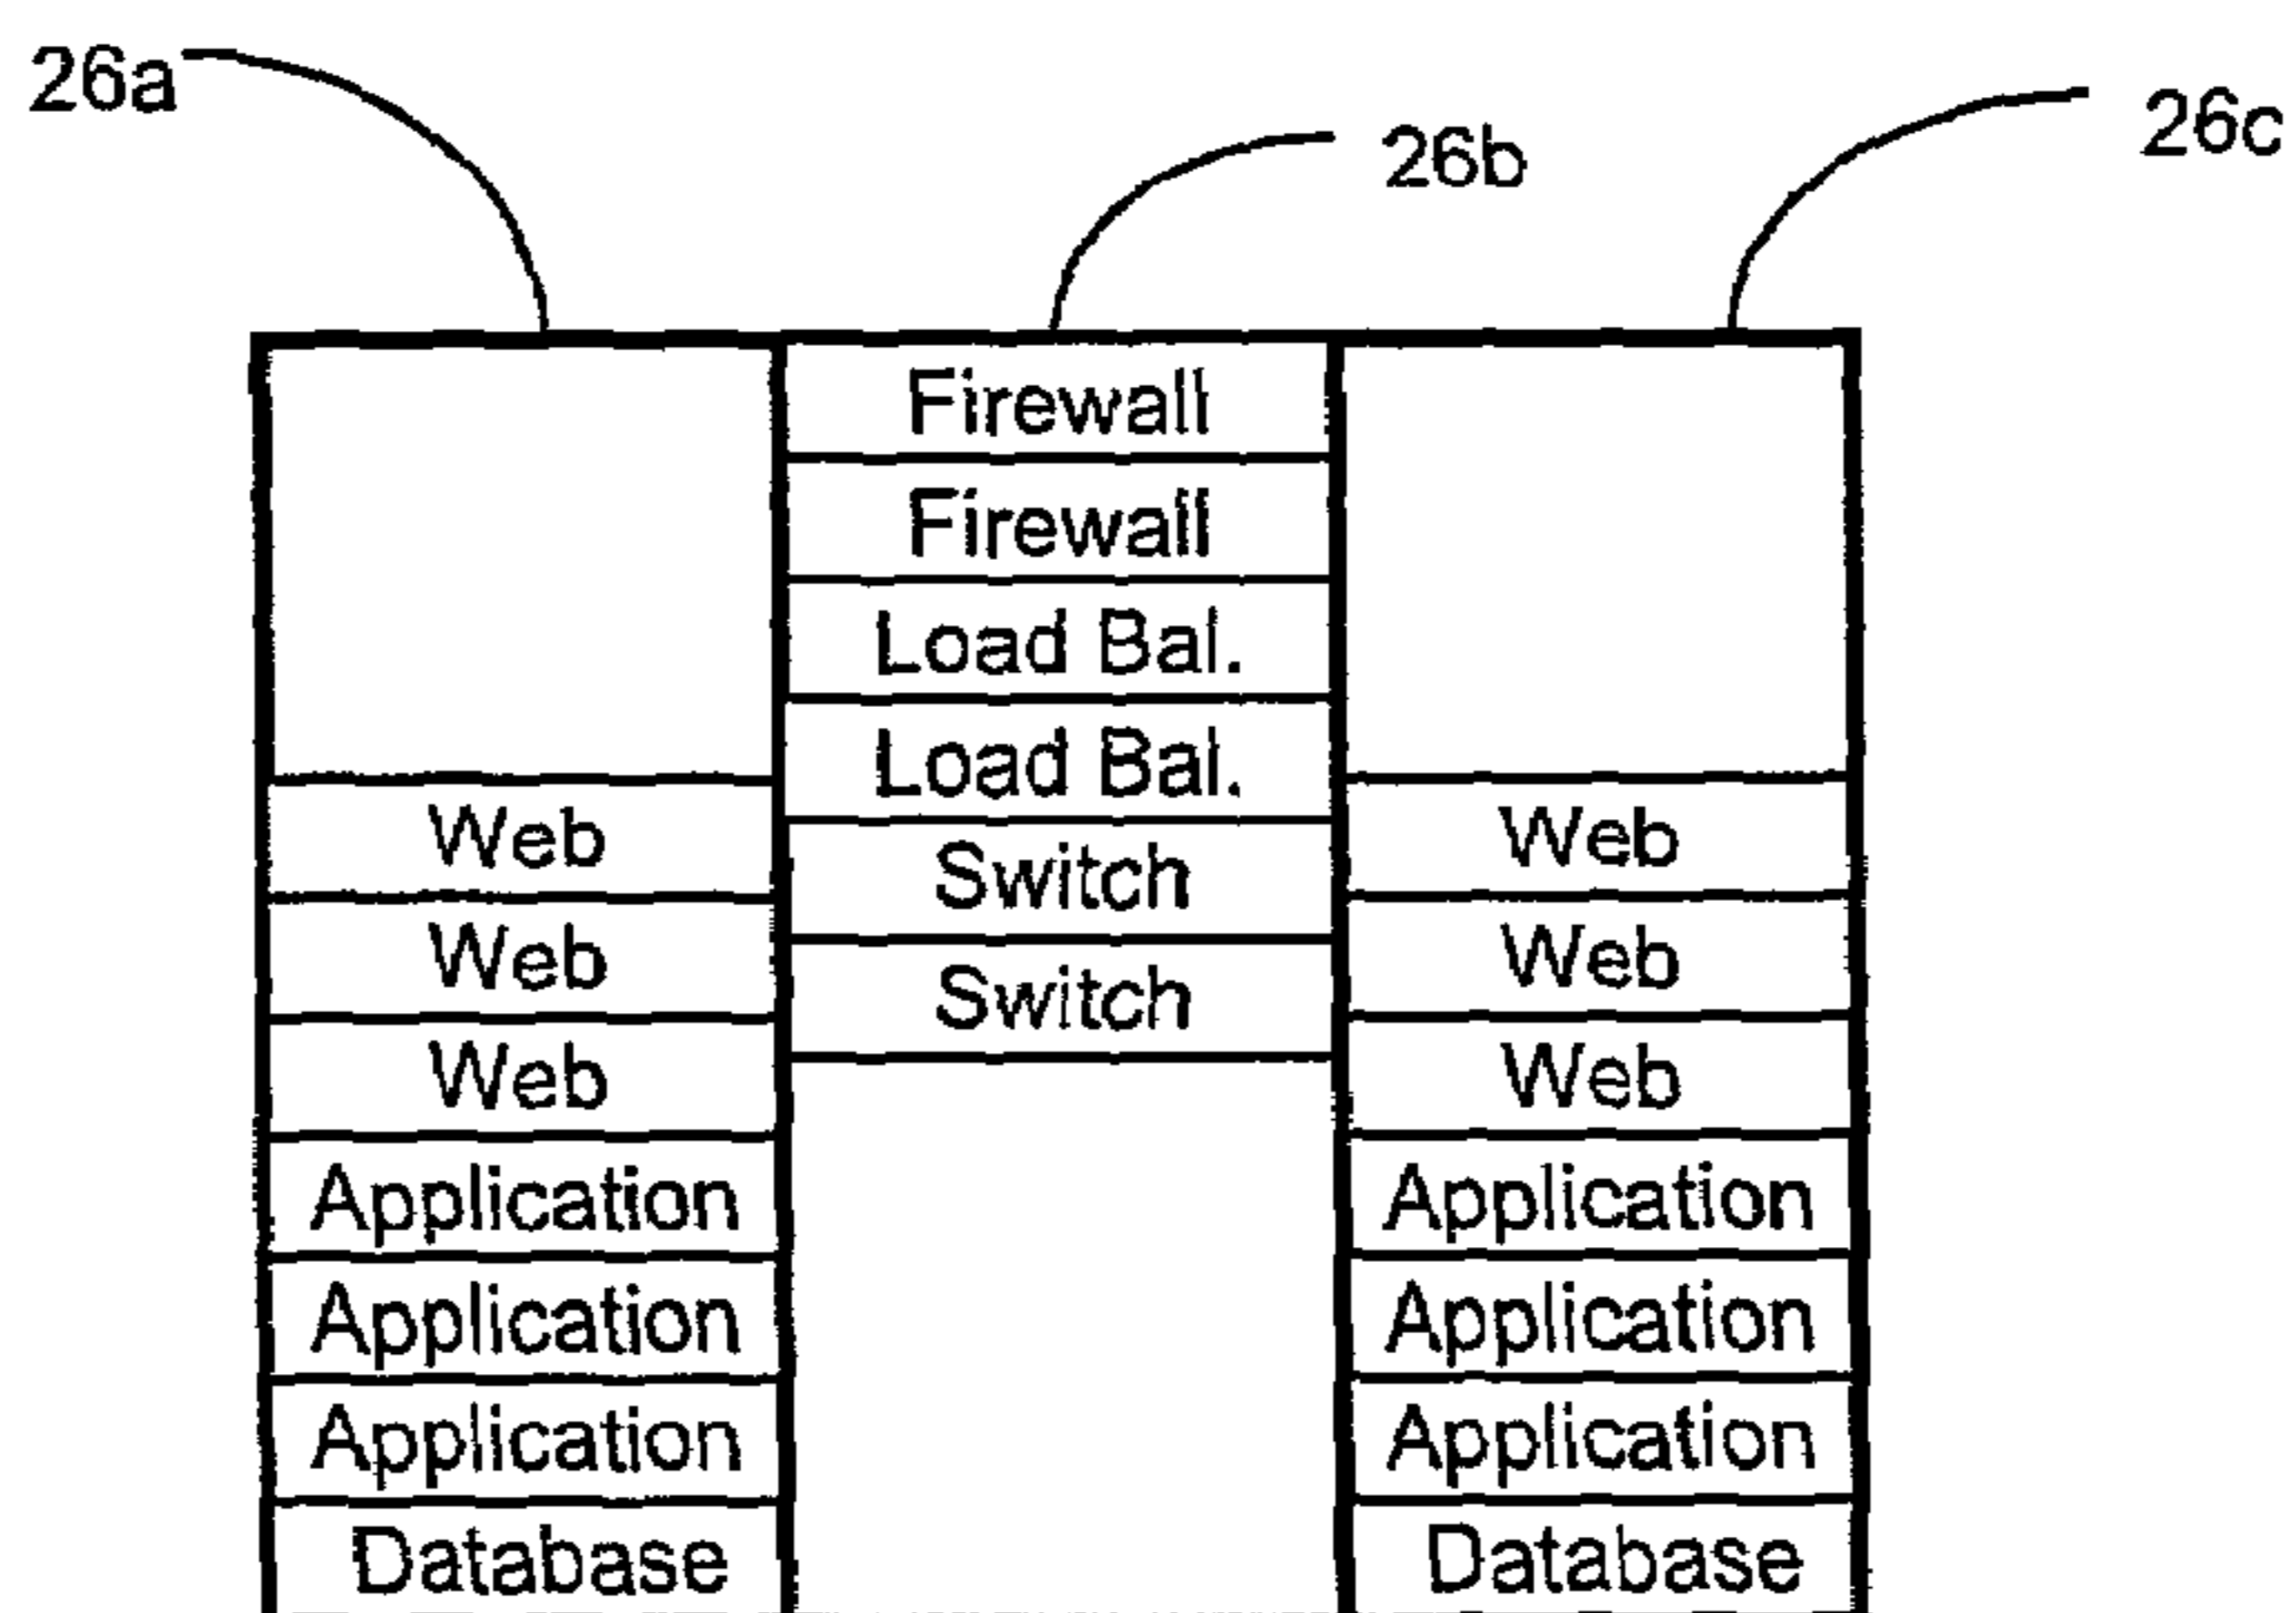 26a
26b
26c
Firewall
Firewall
Load Bal.
Load Bal.
Web
Switch
Web
Web
Switch
Web
Web
Web
Application
Application
Application
Application
Application
Application
Database
Database